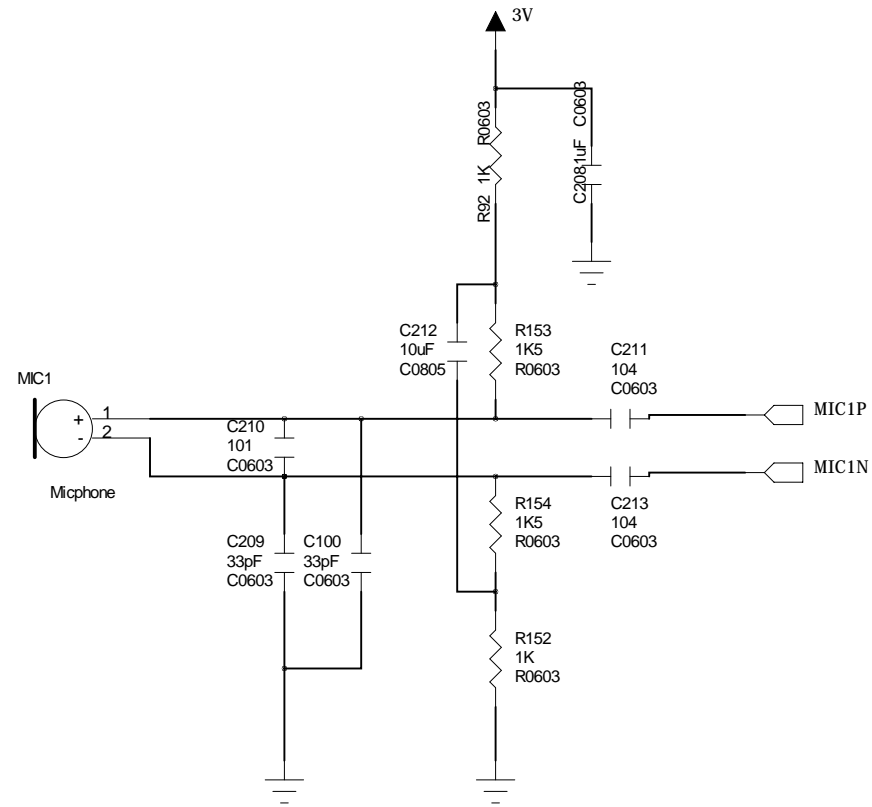 3V
R92 1K R0603
C208 1uF C0603
C212
10uF
C0805
R153
1K5
R0603
C211
104
C0603
MIC1
+
1
-
2
C210
101
C0603
MIC1P
MIC1N
Micphone
R154
1K5
R0603
C213
104
C0603
C209
33pF
C0603
C100
33pF
C0603
R152
1K
R0603